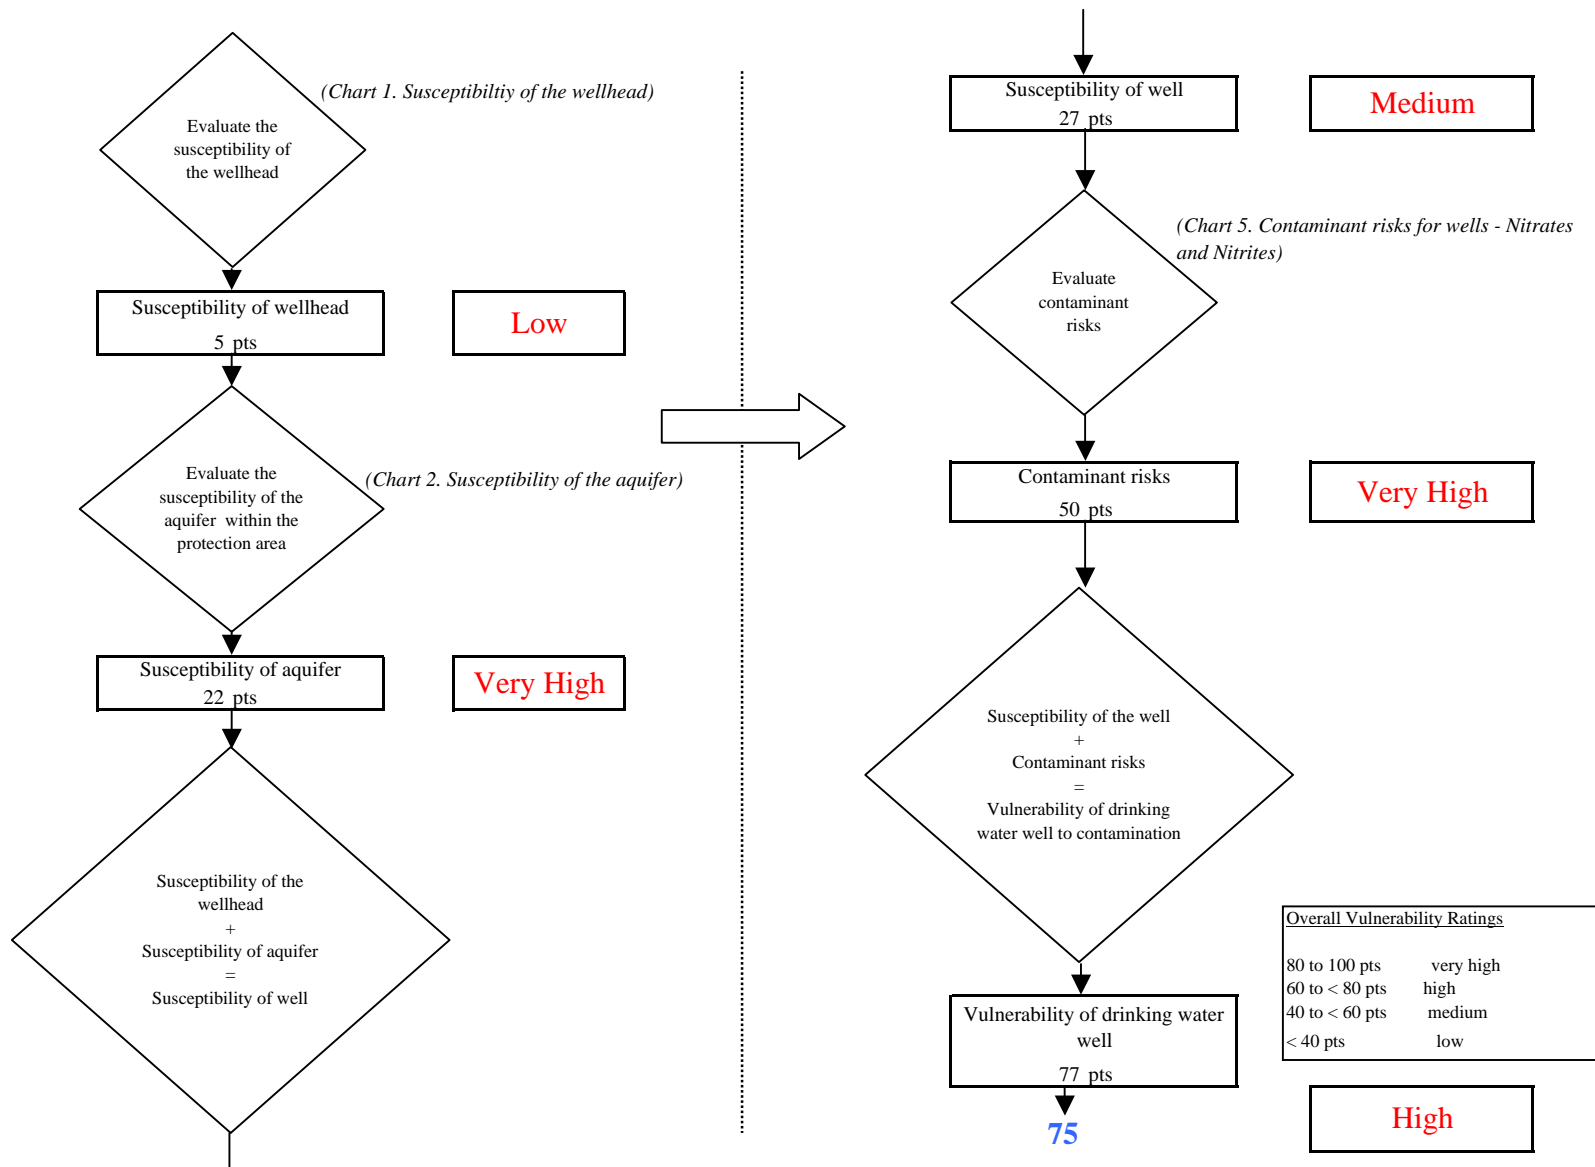 (Chart 1. Susceptibiltiy of the wellhead)
Evaluate the
susceptibility of
the wellhead
Susceptibility of wellhead
5 pts
Low
Evaluate the
susceptibility of the
aquifer within the
protection area
(Chart 2. Susceptibility of the aquifer)
Susceptibility of aquifer
22 pts
Very High
Susceptibility of the
wellhead
+
Susceptibility of aquifer
=
Susceptibility of well
Susceptibility of well
27 pts
Medium
(Chart 5. Contaminant risks for wells - Nitrates
and Nitrites)
Evaluate
contaminant
risks
Contaminant risks
50 pts
Very High
Susceptibility of the well
+
Contaminant risks
=
Vulnerability of drinking
water well to contamination
Overall Vulnerability Ratings
80 to 100 pts very high
60 to < 80 pts high
40 to < 60 pts medium
< 40 pts low
Vulnerability of drinking water
well
77 pts
75
High